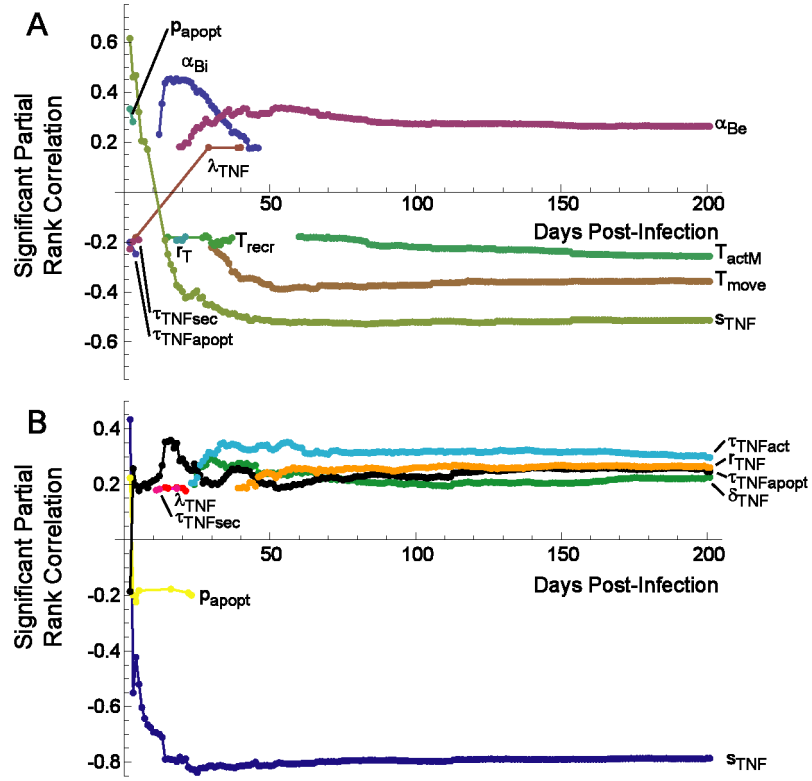 A
Significant Partial
Rank Correlation
0.6
0.4
0.2
-0.2
-0.4
-0.6
p_apopt
α_Bi
α_Be
λ_TNF
50
100
150
200
Days Post-Infection
r_T
T_recr
T_actM
T_move
s_TNF
τ_TNFsec
τ_TNFapopt
B
Significant Partial
Rank Correlation
0.4
0.2
-0.2
-0.4
-0.6
-0.8
τ_TNFact
r_TNF
τ_TNFapopt
δ_TNF
λ_TNF
τ_TNFsec
50
100
150
200
Days Post-Infection
p_apopt
s_TNF